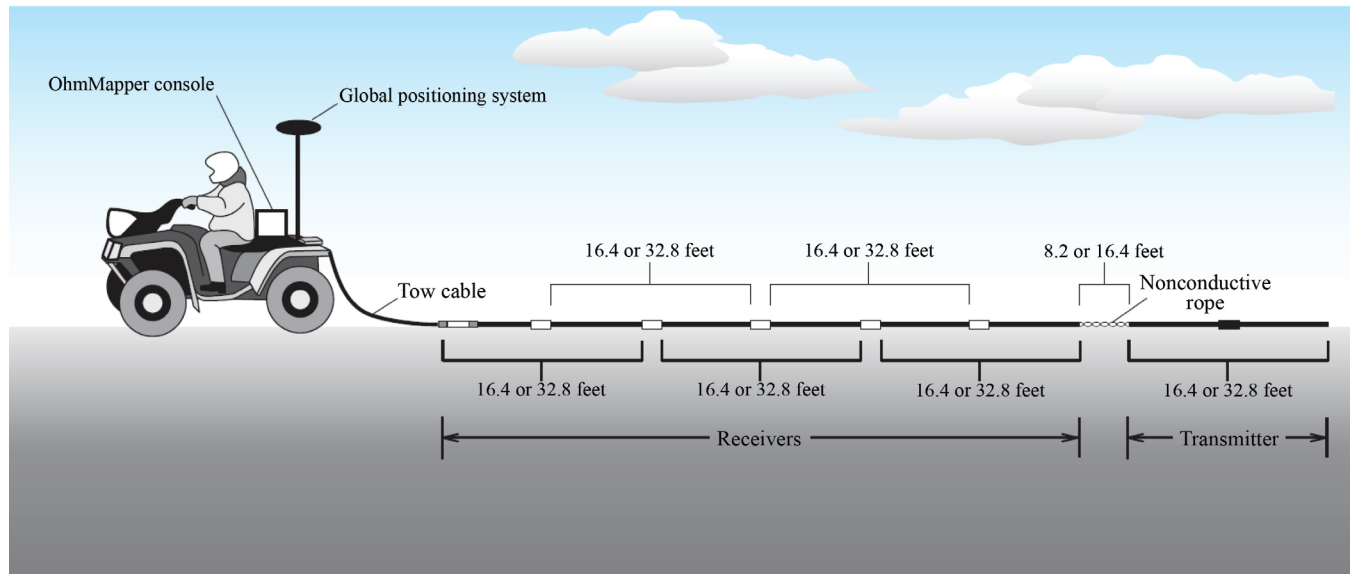 OhmMapper console
Global positioning system
16.4 or 32.8 feet
16.4 or 32.8 feet
8.2 or 16.4 feet
Nonconductive
rope
Tow cable
16.4 or 32.8 feet
16.4 or 32.8 feet
16.4 or 32.8 feet
16.4 or 32.8 feet
Receivers
Transmitter